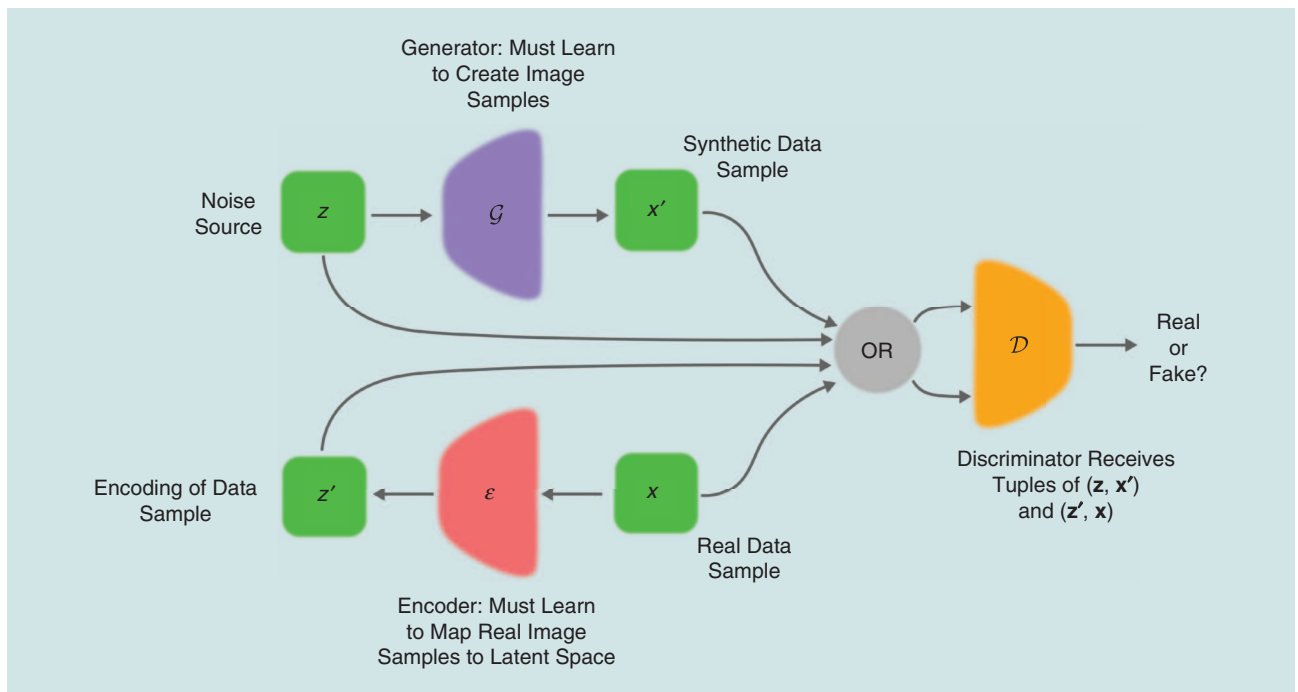 Generator: Must Learn
to Create Image
Samples
Synthetic Data
Sample
Noise
Source
z
𝒢
x′
OR
𝒟
Real
or
Fake?
Encoding of Data
Sample
z′
ε
x
Real Data
Sample
Discriminator Receives
Tuples of (z, x′)
and (z′, x)
Encoder: Must Learn
to Map Real Image
Samples to Latent Space